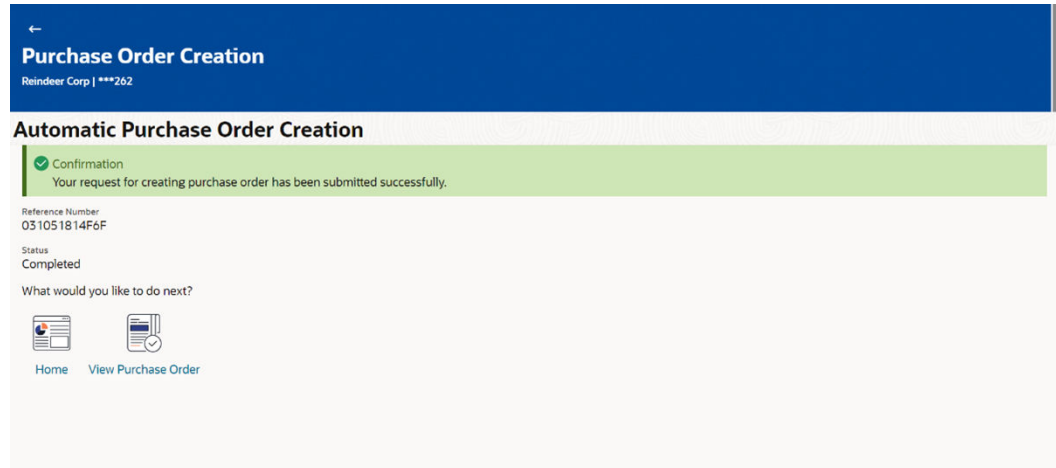 Purchase Order Creation
Reindeer Corp | ***262
Automatic Purchase Order Creation
Confirmation
Your request for creating purchase order has been submitted successfully.
Reference Number
031051814F6F
Status
Completed
What would you like to do next?
Home View Purchase Order